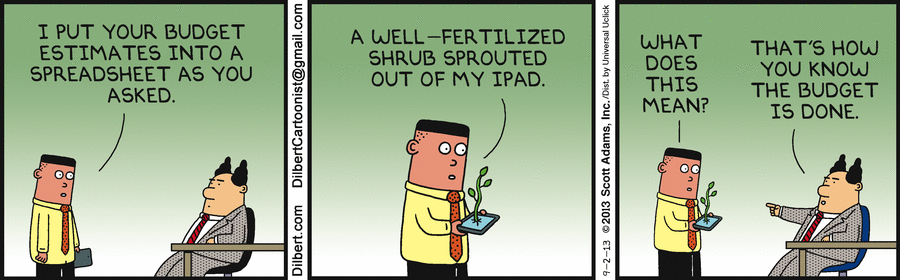 I PUT YOUR BUDGET
ESTIMATES INTO A
SPREADSHEET AS YOU
ASKED.
Dilbert.com DilbertCartoonist@gmail.com
A WELL-FERTILIZED
SHRUB SPROUTED
OUT OF MY IPAD.
9-2-13 ©2013 Scott Adams, Inc./Dist. by Universal Uclick
WHAT
DOES
THIS
MEAN?
THAT'S HOW
YOU KNOW
THE BUDGET
IS DONE.